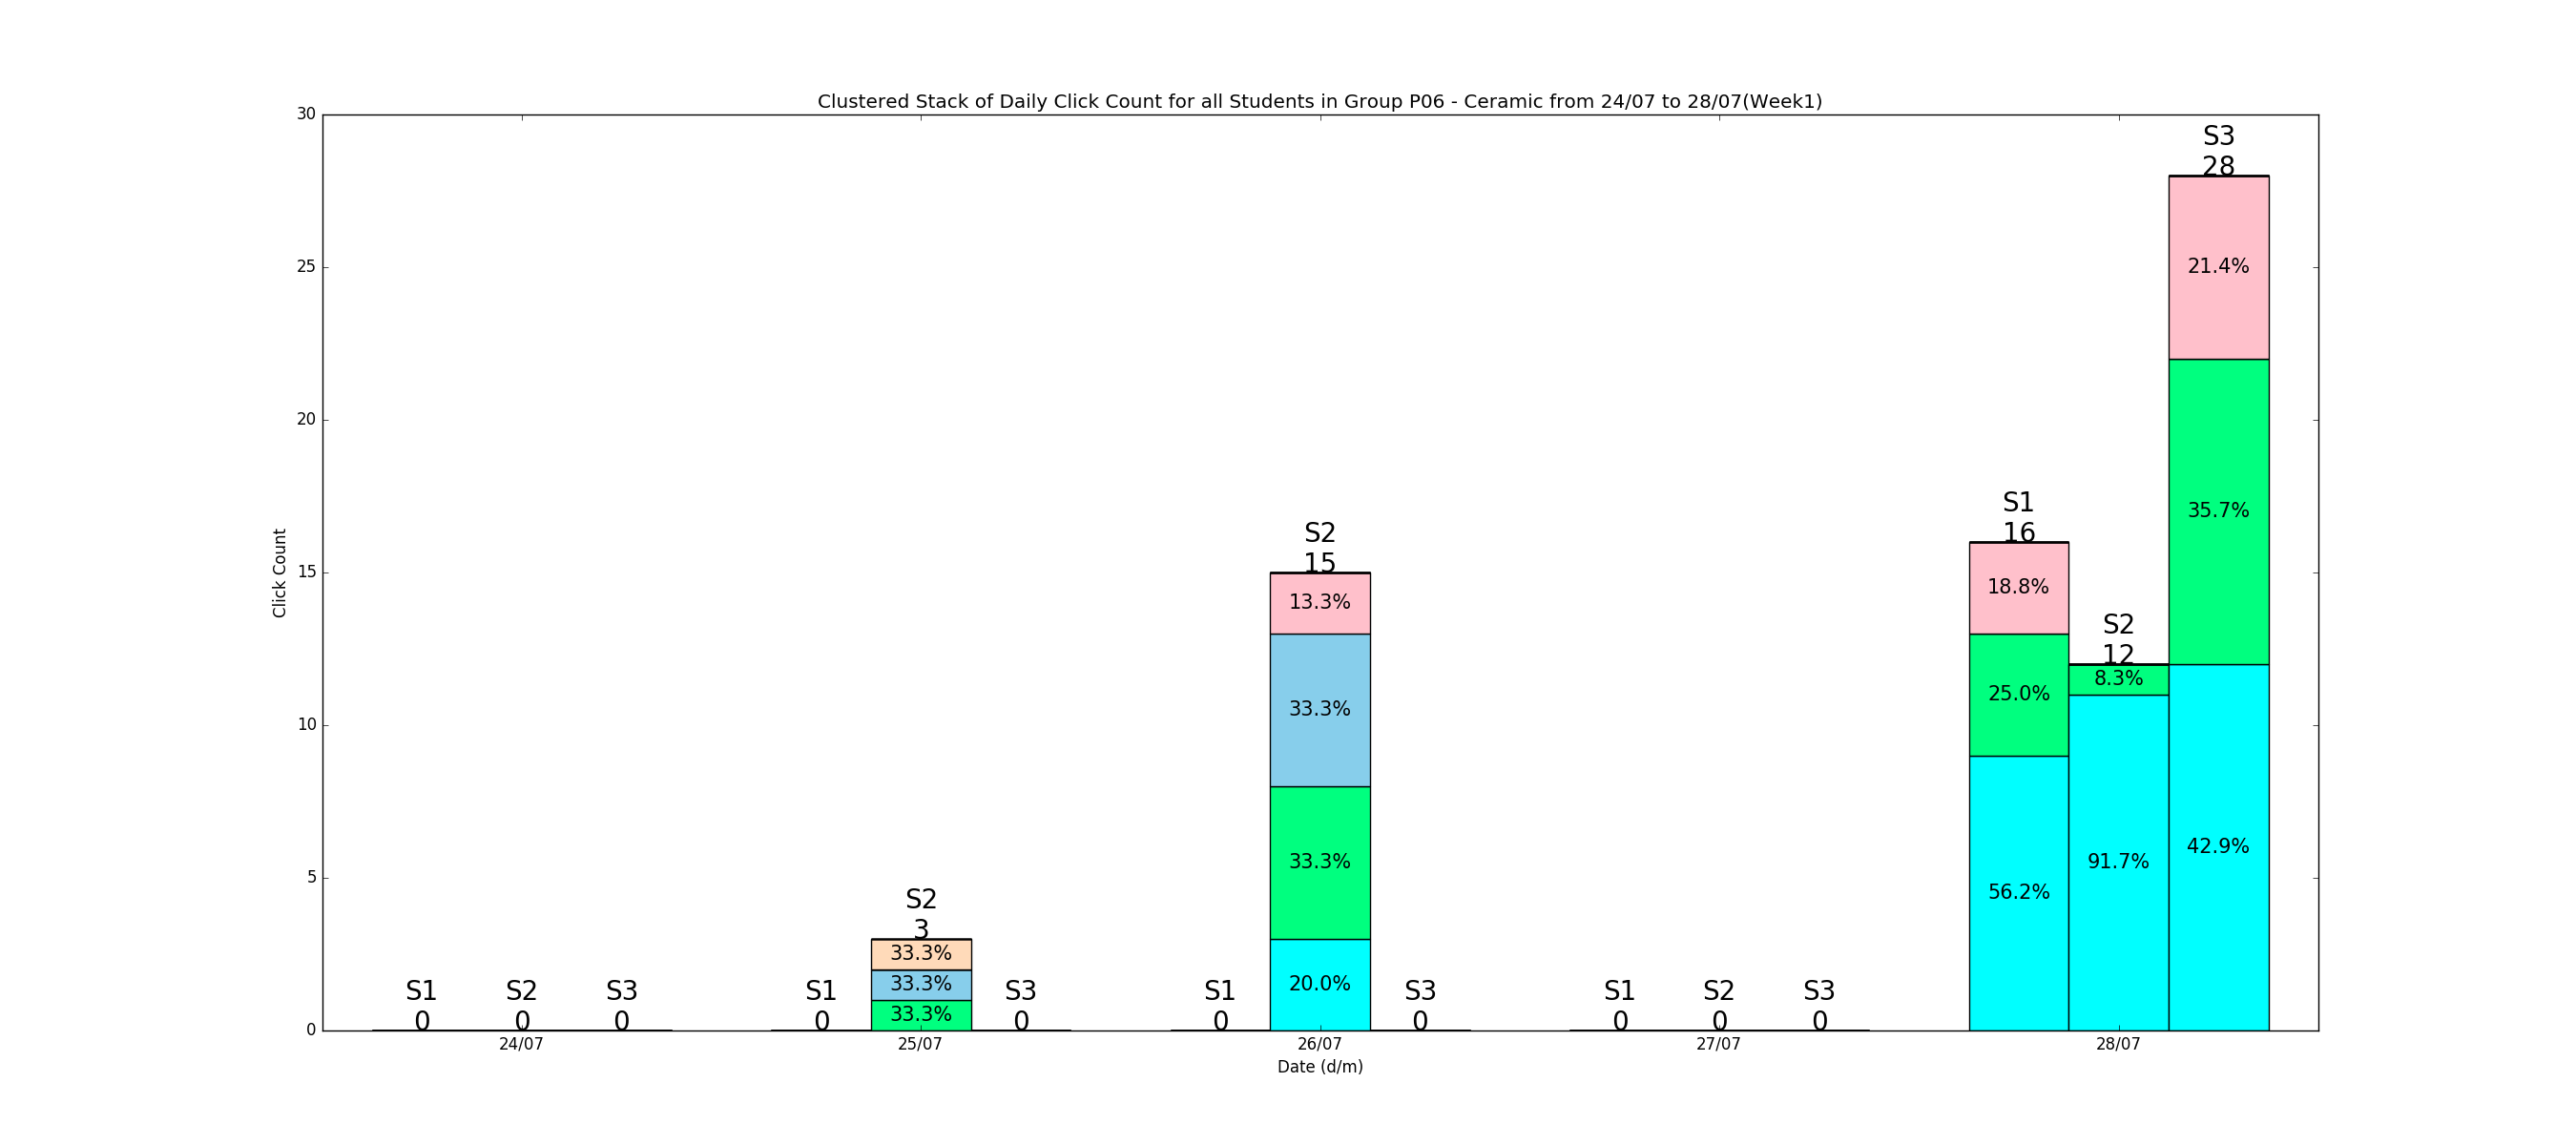 Clustered Stack of Daily Click Count for all Students in Group P06 - Ceramic from 24/07 to 28/07(Week1)
30
25
20
15
10
5
0
Click Count
S1
0
S2
0
S3
0
S1
0
S2
3
33.3%
33.3%
33.3%
S3
0
S1
0
S2
15
13.3%
33.3%
33.3%
20.0%
S3
0
S1
0
S2
0
S3
0
S1
16
18.8%
25.0%
56.2%
S2
12
8.3%
91.7%
S3
28
21.4%
35.7%
42.9%
24/07
25/07
26/07
27/07
28/07
Date (d/m)